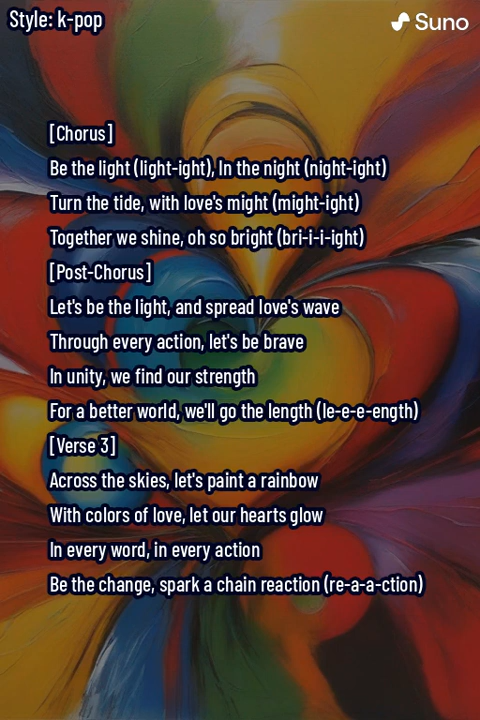 Style: k-pop
Suno
[Chorus]
Be the light (light-ight), In the night (night-ight)
Turn the tide, with love's might (might-ight)
Together we shine, oh so bright (bri-i-i-ight)
[Post-Chorus]
Let's be the light, and spread love's wave
Through every action, let's be brave
In unity, we find our strength
For a better world, we'll go the length (le-e-e-ength)
[Verse 3]
Across the skies, let's paint a rainbow
With colors of love, let our hearts glow
In every word, in every action
Be the change, spark a chain reaction (re-a-a-ction)